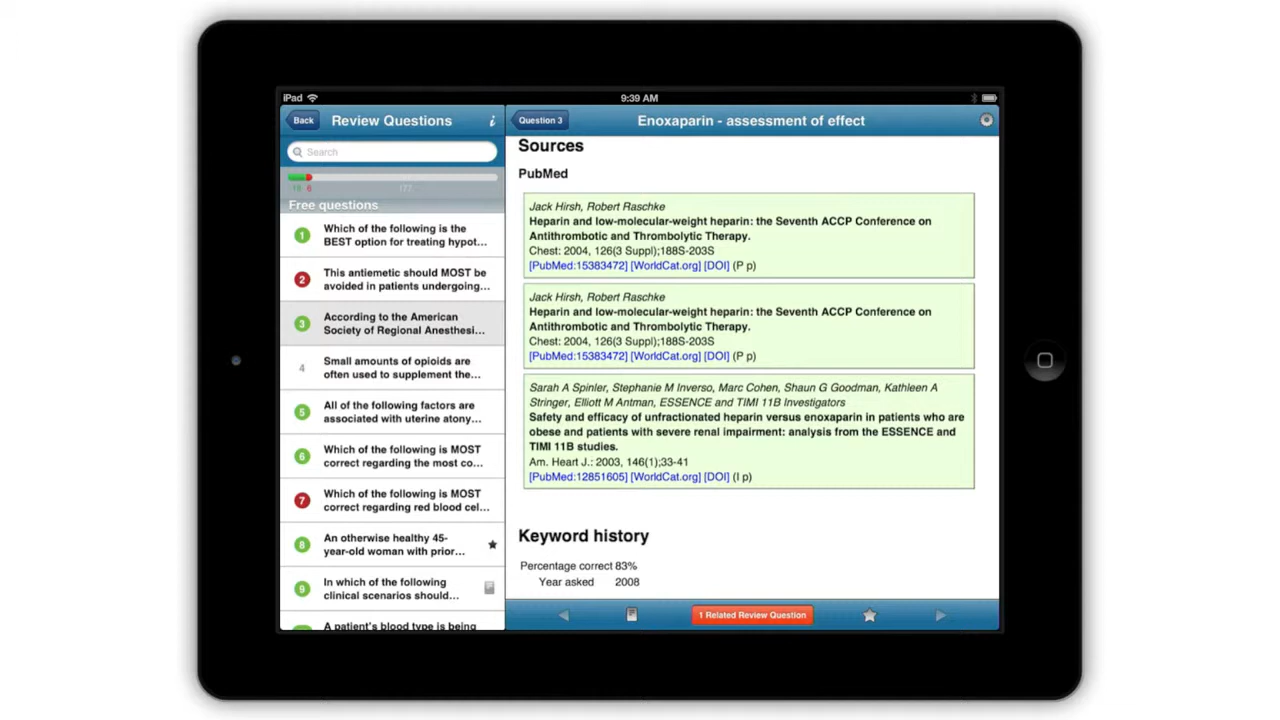 iPad
9:39 AM
Back
Review Questions
i
Search
19 6 177
Free questions
1
Which of the following is the
BEST option for treating hypot...
2
This antiemetic should MOST be
avoided in patients undergoing...
3
According to the American
Society of Regional Anesthesi...
4
Small amounts of opioids are
often used to supplement the...
5
All of the following factors are
associated with uterine atony...
6
Which of the following is MOST
correct regarding the most co...
7
Which of the following is MOST
correct regarding red blood cel...
8
An otherwise healthy 45-
year-old woman with prior...
9
In which of the following
clinical scenarios should...
A patient's blood type is being
Question 3
Enoxaparin - assessment of effect
Sources
PubMed
Jack Hirsh, Robert Raschke
Heparin and low-molecular-weight heparin: the Seventh ACCP Conference on
Antithrombotic and Thrombolytic Therapy.
Chest: 2004, 126(3 Suppl);188S-203S
[PubMed:15383472] [WorldCat.org] [DOI] (P p)
Jack Hirsh, Robert Raschke
Heparin and low-molecular-weight heparin: the Seventh ACCP Conference on
Antithrombotic and Thrombolytic Therapy.
Chest: 2004, 126(3 Suppl);188S-203S
[PubMed:15383472] [WorldCat.org] [DOI] (P p)
Sarah A Spinler, Stephanie M Inverso, Marc Cohen, Shaun G Goodman, Kathleen A
Stringer, Elliott M Antman, ESSENCE and TIMI 11B Investigators
Safety and efficacy of unfractionated heparin versus enoxaparin in patients who are
obese and patients with severe renal impairment: analysis from the ESSENCE and
TIMI 11B studies.
Am. Heart J.: 2003, 146(1);33-41
[PubMed:12851605] [WorldCat.org] [DOI] (I p)
Keyword history
Percentage correct 83%
Year asked 2008
1 Related Review Question